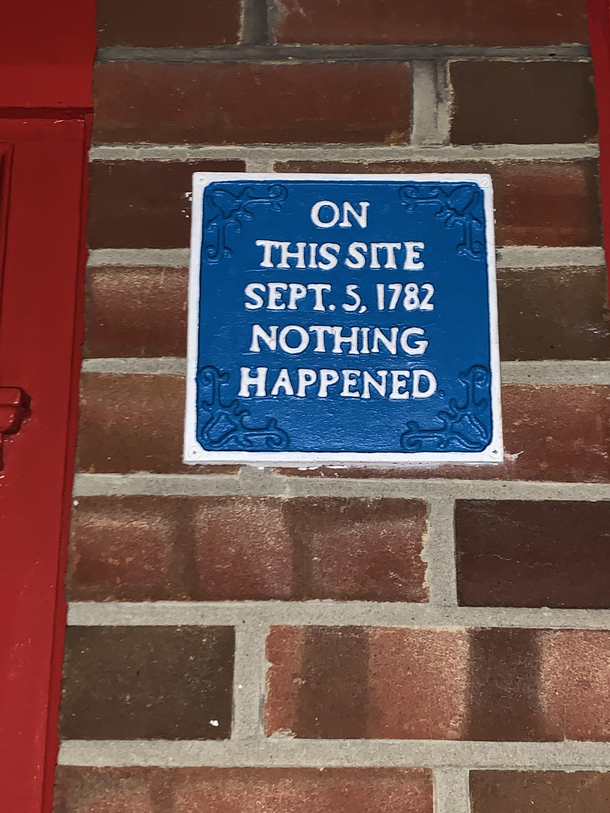 ON
THIS SITE
SEPT. 5, 1782
NOTHING
HAPPENED